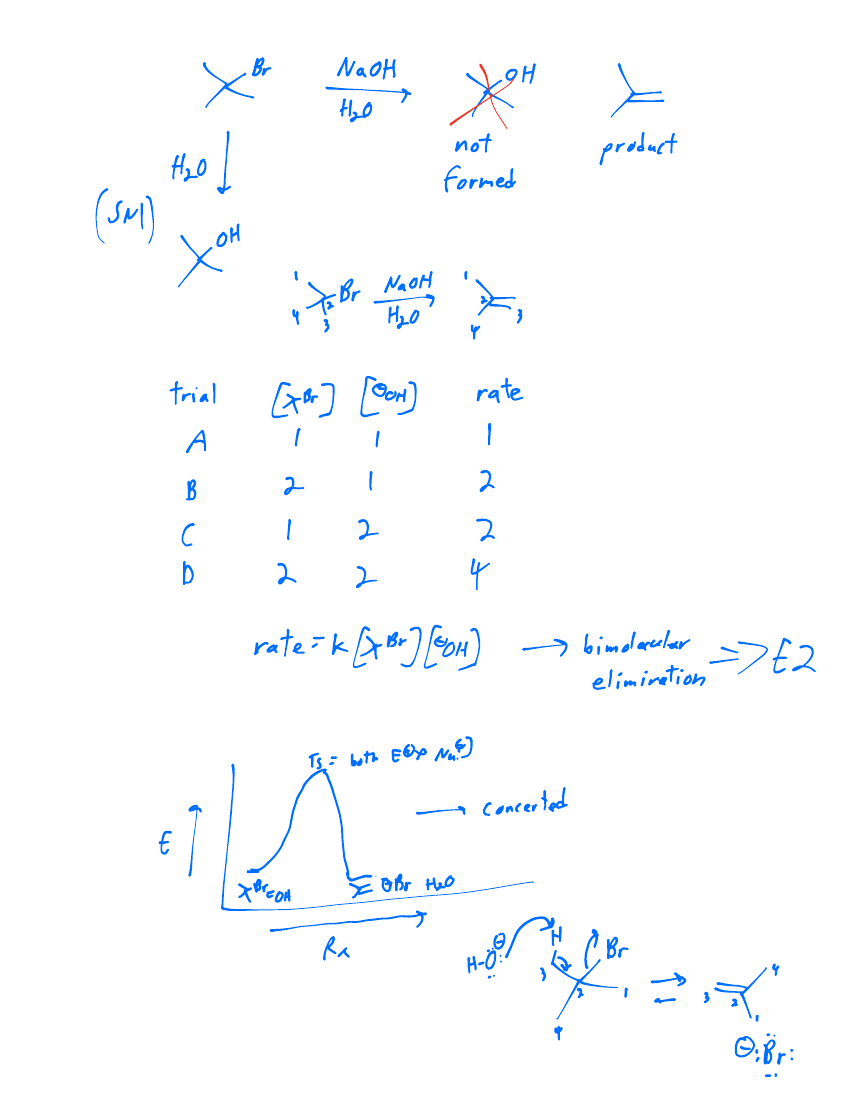 Br NaOH OH
H2O
not product
formed
H2O
(SN1)
OH
1 Br NaOH 1
4 2 H2O 2 3
3 4
trial [Br] [⊖OH] rate
A 1 1 1
B 2 1 2
C 1 2 2
D 2 2 4
rate = k [Br] [⊖OH] → bimolecular ⇒ E2
elimination
TS = both E⊕ Nu:⊖
→ concerted
E
Br ⊖OH ⊖Br H2O
Rx
H-O:⊖ H Br
3 2 1 3 2 4
4 1
⊖:Br: